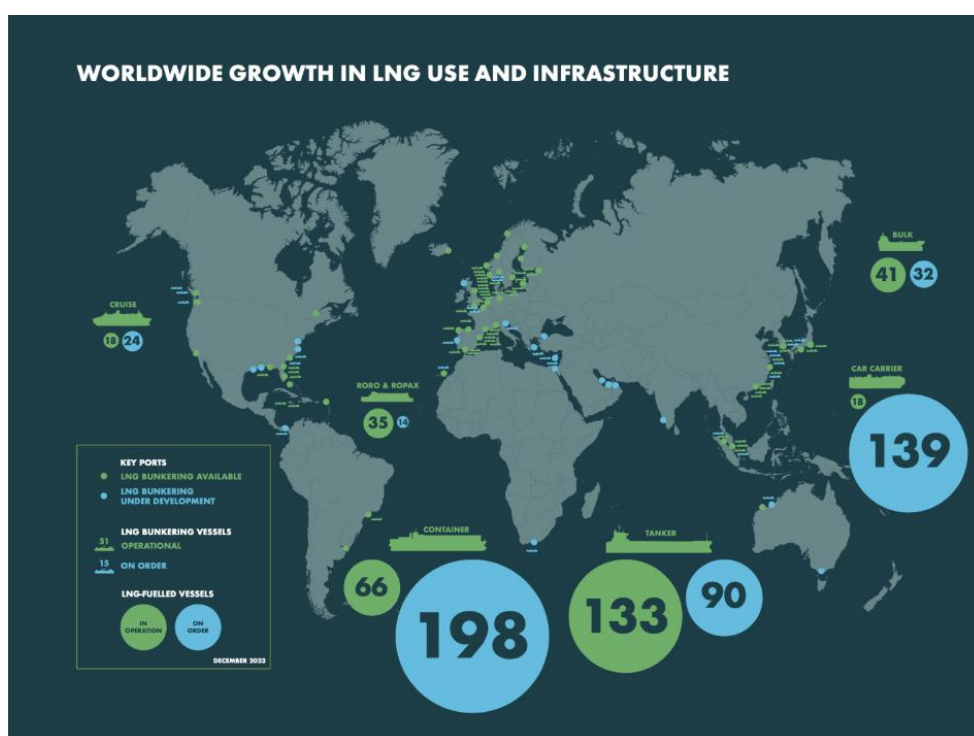 WORLDWIDE GROWTH IN LNG USE AND INFRASTRUCTURE
BULK
41 32
CRUISE
18 24
CAR CARRIER
18
139
RORO & ROPAX
35 14
KEY PORTS
LNG BUNKERING AVAILABLE
LNG BUNKERING
UNDER DEVELOPMENT
LNG BUNKERING VESSELS
51 OPERATIONAL
15 ON ORDER
LNG-FUELLED VESSELS
IN
OPERATION
ON
ORDER
DECEMBER 2023
CONTAINER
66
198
TANKER
133
90